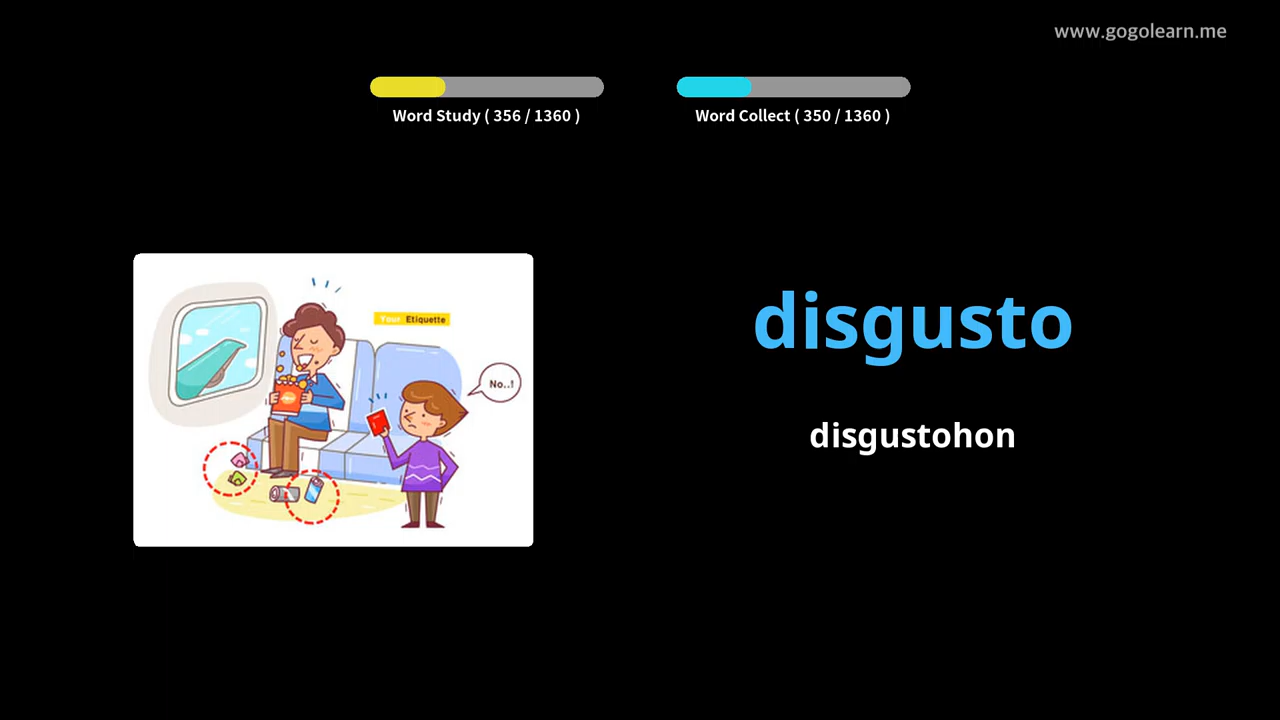 www.gogolearn.me
Word Study ( 356 / 1360 )
Word Collect ( 350 / 1360 )
Your Etiquette
No..!
disgusto
disgustohon